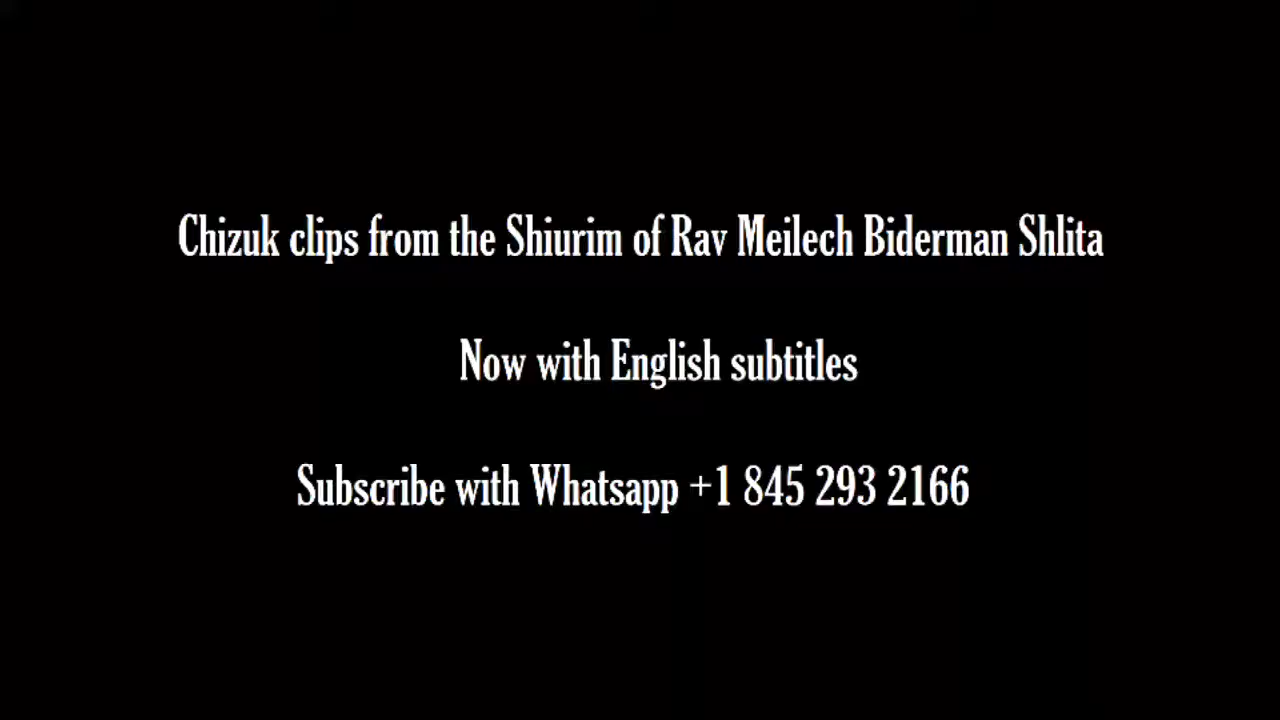 Chizuk clips from the Shiurim of Rav Meilech Biderman Shlita
Now with English subtitles
Subscribe with Whatsapp +1 845 293 2166